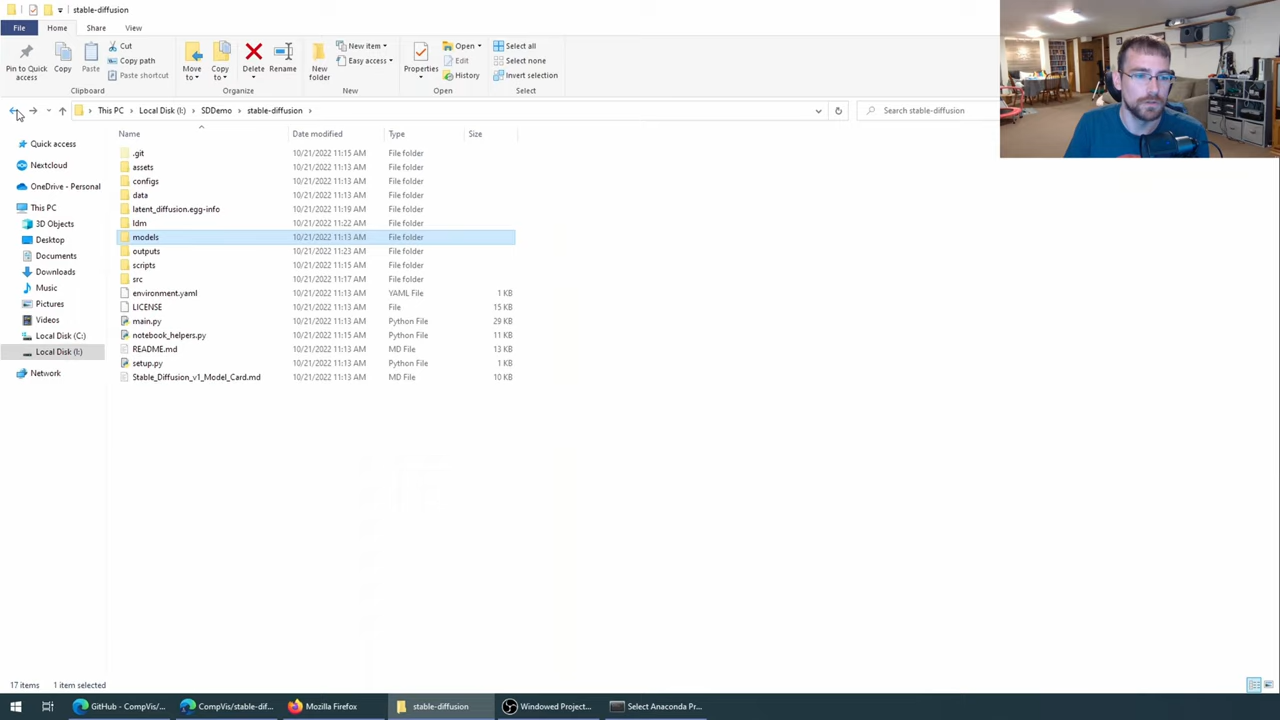 stable-diffusion
File Home Share View
Pin to Quick access
Copy
Paste
Cut
Copy path
Paste shortcut
Clipboard
Move to
Copy to
Delete
Rename
Organize
New folder
New item
Easy access
New
Properties
Open
Edit
History
Open
Select all
Select none
Invert selection
Select
This PC Local Disk (I:) SDDemo stable-diffusion
Search stable-diffusion
Quick access
Nextcloud
OneDrive - Personal
This PC
3D Objects
Desktop
Documents
Downloads
Music
Pictures
Videos
Local Disk (C:)
Local Disk (I:)
Network
Name Date modified Type Size
.git 10/21/2022 11:15 AM File folder
assets 10/21/2022 11:13 AM File folder
configs 10/21/2022 11:13 AM File folder
data 10/21/2022 11:13 AM File folder
latent_diffusion.egg-info 10/21/2022 11:19 AM File folder
ldm 10/21/2022 11:22 AM File folder
models 10/21/2022 11:13 AM File folder
outputs 10/21/2022 11:23 AM File folder
scripts 10/21/2022 11:15 AM File folder
src 10/21/2022 11:17 AM File folder
environment.yaml 10/21/2022 11:13 AM YAML File 1 KB
LICENSE 10/21/2022 11:13 AM File 15 KB
main.py 10/21/2022 11:13 AM Python File 29 KB
notebook_helpers.py 10/21/2022 11:13 AM Python File 11 KB
README.md 10/21/2022 11:13 AM MD File 13 KB
setup.py 10/21/2022 11:13 AM Python File 1 KB
Stable_Diffusion_v1_Model_Card.md 10/21/2022 11:13 AM MD File 10 KB
17 items 1 item selected
GitHub - CompVis/...
CompVis/stable-dif...
Mozilla Firefox
stable-diffusion
Windowed Project...
Select Anaconda Pr...